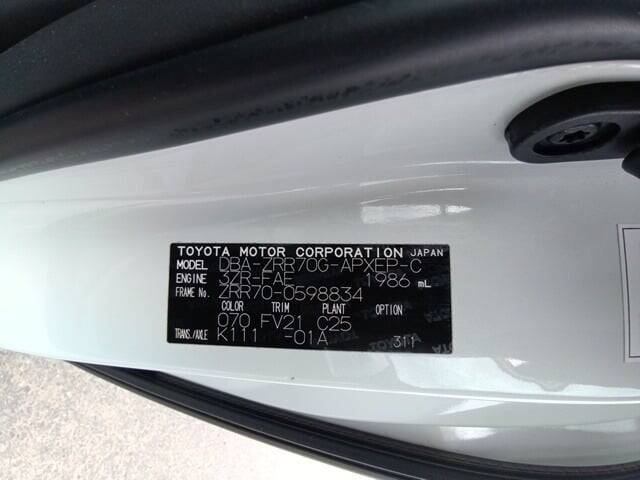 TOYOTA MOTOR CORPORATION JAPAN
MODEL DBA-ZRR70G-APXEP-C
ENGINE 3ZR-FAE 1986 mL
FRAME No. ZRR70-0598834
COLOR TRIM PLANT OPTION
070 FV21 C25
TRANS./AXLE K111 -01A 311